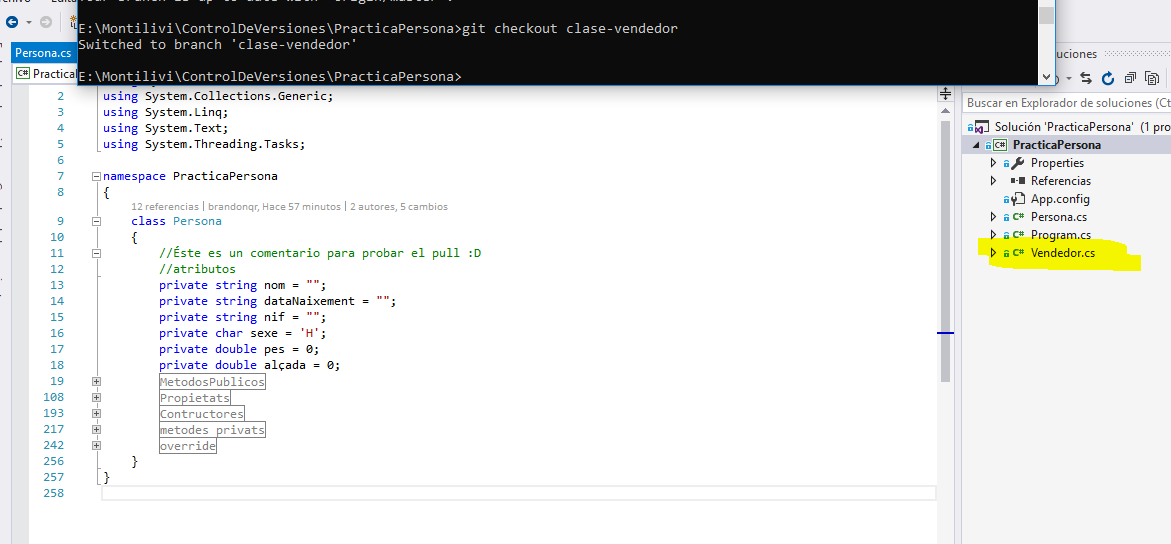 E:\Montilivi\ControlDeVersiones\PracticaPersona>git checkout clase-vendedor
Switched to branch 'clase-vendedor'
E:\Montilivi\ControlDeVersiones\PracticaPersona>
Persona.cs
C# Practica
2 using System.Collections.Generic;
3 using System.Linq;
4 using System.Text;
5 using System.Threading.Tasks;
6
7 namespace PracticaPersona
8 {
12 referencias | brandonqr, Hace 57 minutos | 2 autores, 5 cambios
9 class Persona
10 {
11 //Éste es un comentario para probar el pull :D
12 //atributos
13 private string nom = "";
14 private string dataNaixement = "";
15 private string nif = "";
16 private char sexe = 'H';
17 private double pes = 0;
18 private double alçada = 0;
19 MetodosPublicos
108 Propietats
193 Contructores
217 metodes privats
242 override
256 }
257 }
258
uciones
Buscar en Explorador de soluciones (Ct
Solución 'PracticaPersona' (1 pro
C# PracticaPersona
Properties
Referencias
App.config
C# Persona.cs
C# Program.cs
C# Vendedor.cs